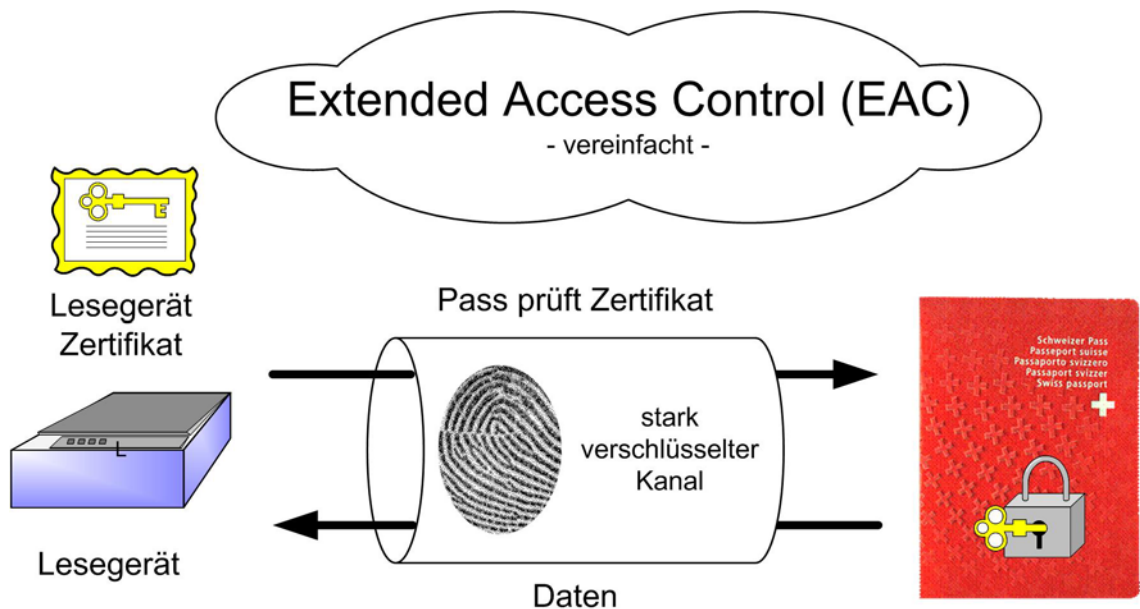 Extended Access Control (EAC)
- vereinfacht -
Lesegerät
Zertifikat
Pass prüft Zertifikat
Schweizer Pass
Passeport suisse
Passaporto svizzero
Passaport svizzer
Swiss passport
stark
verschlüsselter
Kanal
L
Lesegerät
Daten